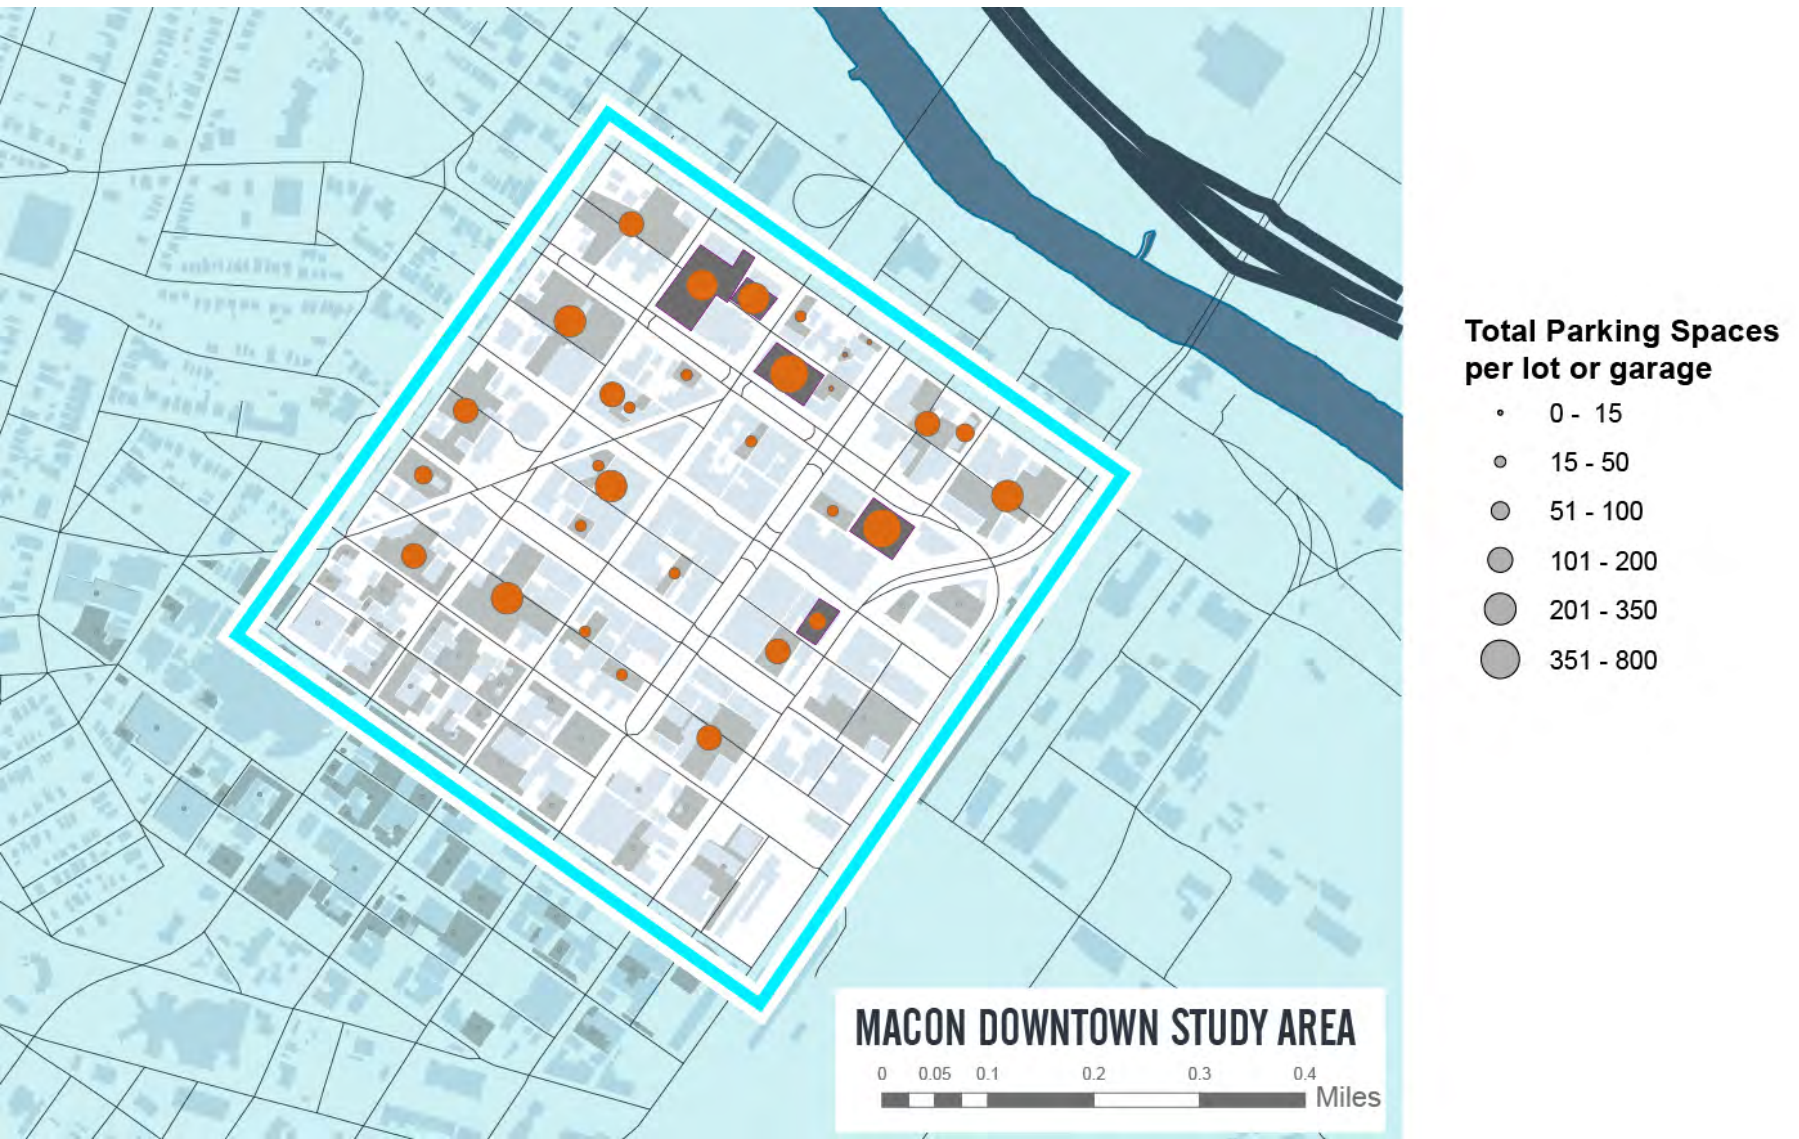 Total Parking Spaces
per lot or garage
0 - 15
15 - 50
51 - 100
101 - 200
201 - 350
351 - 800
MACON DOWNTOWN STUDY AREA
0 0.05 0.1 0.2 0.3 0.4
Miles